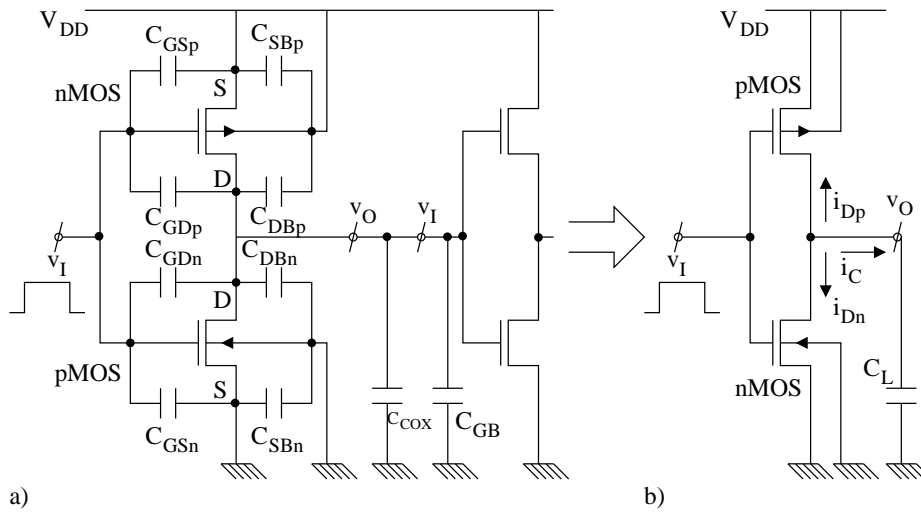 V_DD
C_GSp
C_SBp
nMOS
S
D
C_GDp
C_DBp
v_O
v_I
v_I
C_GDn
C_DBn
D
pMOS
S
C_GSn
C_SBn
C_COX
C_GB
a)
V_DD
pMOS
i_Dp
v_O
v_I
i_C
i_Dn
nMOS
C_L
b)